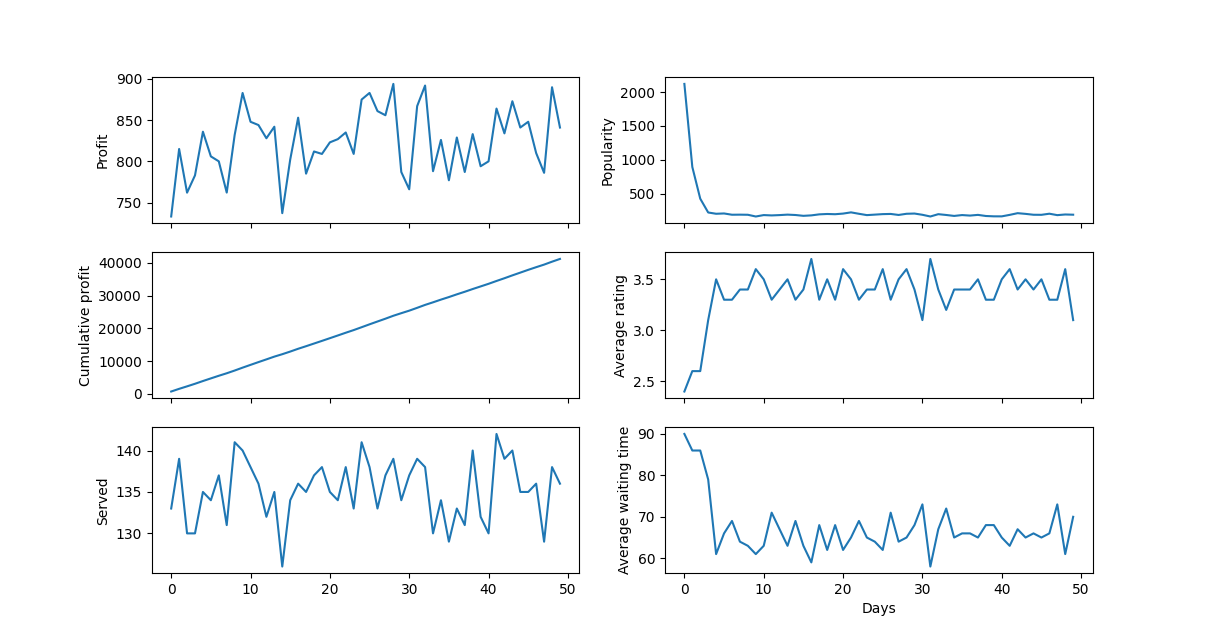 Profit
900
850
800
750
Popularity
2000
1500
1000
500
Cumulative profit
40000
30000
20000
10000
0
Average rating
3.5
3.0
2.5
Served
140
135
130
0 10 20 30 40 50
Average waiting time
90
80
70
60
0 10 20 30 40 50
Days